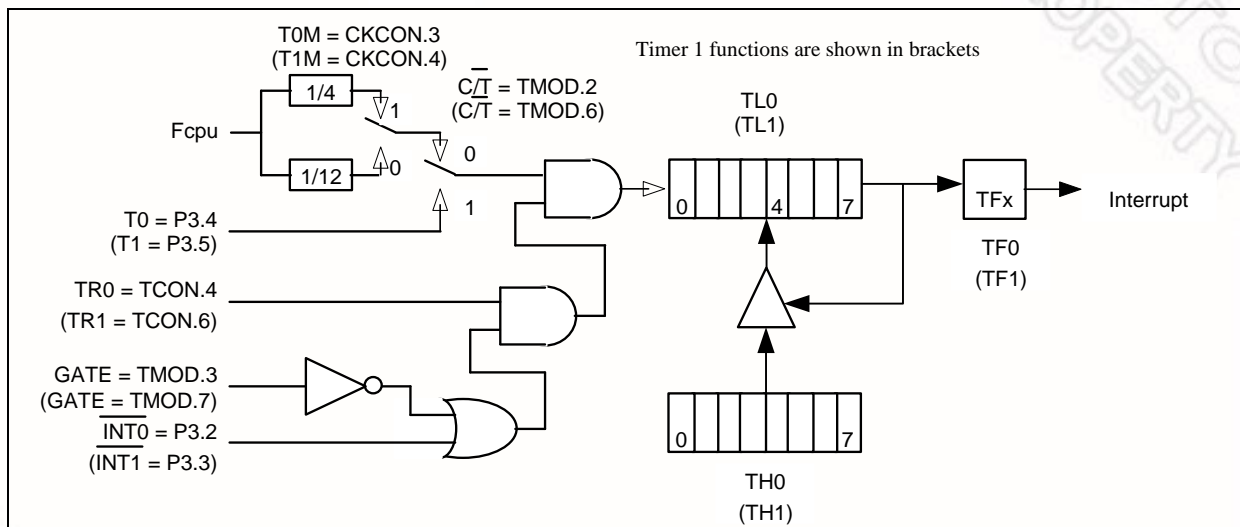 T0M = CKCON.3
(T1M = CKCON.4)
Timer 1 functions are shown in brackets
C/T̅ = TMOD.2
(C/T̅ = TMOD.6)
1/4
1
Fcpu
0
1/12
0
1
T0 = P3.4
(T1 = P3.5)
TL0
(TL1)
0 4 7
TFx
Interrupt
TF0
(TF1)
TR0 = TCON.4
(TR1 = TCON.6)
GATE = TMOD.3
(GATE = TMOD.7)
I̅N̅T̅0̅ = P3.2
(I̅N̅T̅1̅ = P3.3)
0 7
TH0
(TH1)